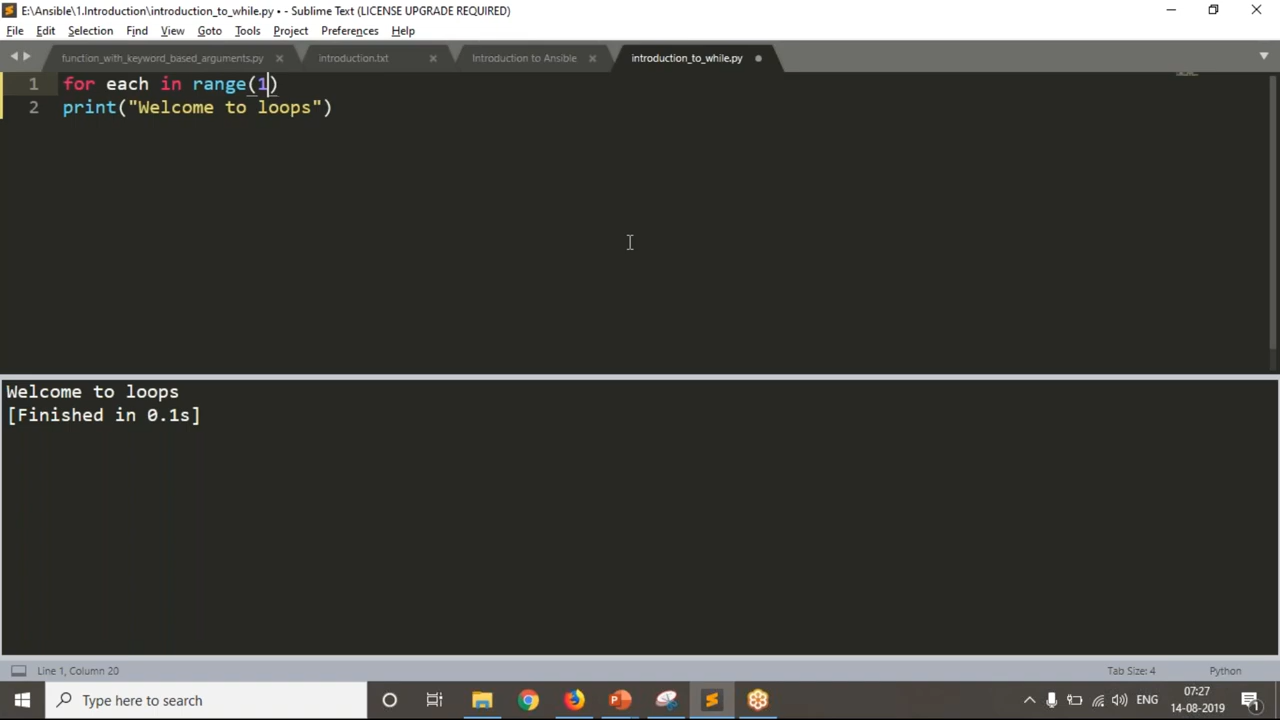 E:\Ansible\1.Introduction\introduction_to_while.py • - Sublime Text (LICENSE UPGRADE REQUIRED)
File Edit Selection Find View Goto Tools Project Preferences Help
function_with_keyword_based_arguments.py introduction.txt Introduction to Ansible introduction_to_while.py
1 for each in range(1)
2 print("Welcome to loops")
Welcome to loops
[Finished in 0.1s]
Line 1, Column 20 Tab Size: 4 Python
Type here to search ENG 07:27
14-08-2019 1